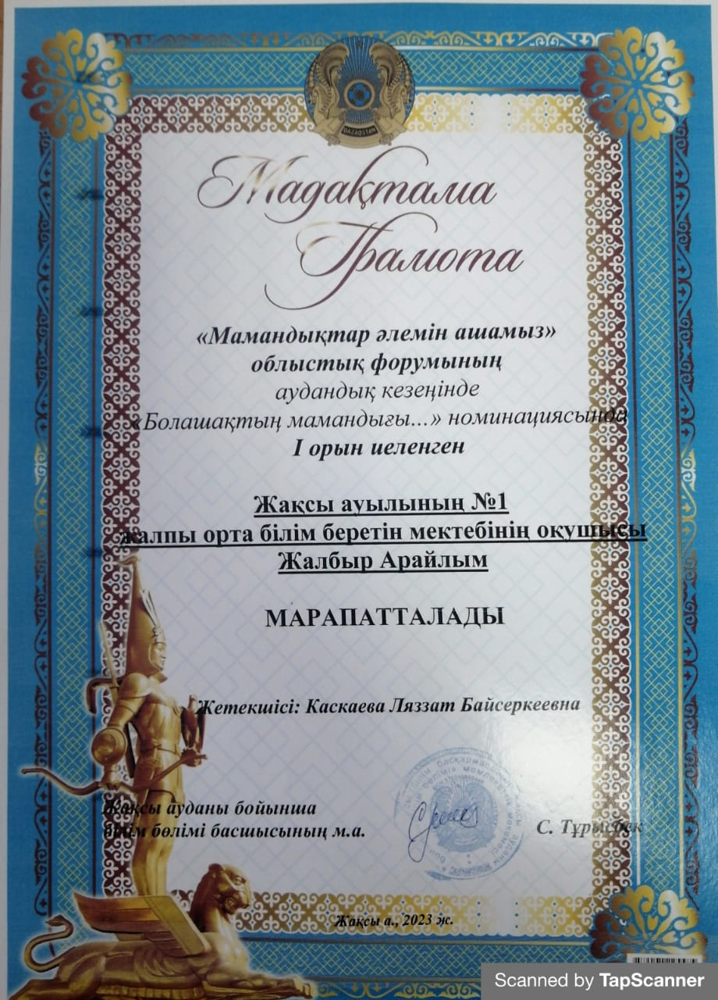 QAZAQSTAN
Мадақтама
Грамота
«Мамандықтар әлемін ашамыз»
облыстық форумының
аудандық кезеңінде
«Болашақтың мамандығы...» номинациясында
І орын иеленген
Жақсы ауылының №1
жалпы орта білім беретін мектебінің оқушысы
Жалбыр Арайлым
МАРАПАТТАЛАДЫ
Жетекшісі: Каскаева Ляззат Байсеркеевна
Жақсы ауданы бойынша
білім бөлімі басшысының м.а.
С. Тұрысбек
Жақсы а., 2023 ж.
Scanned by TapScanner